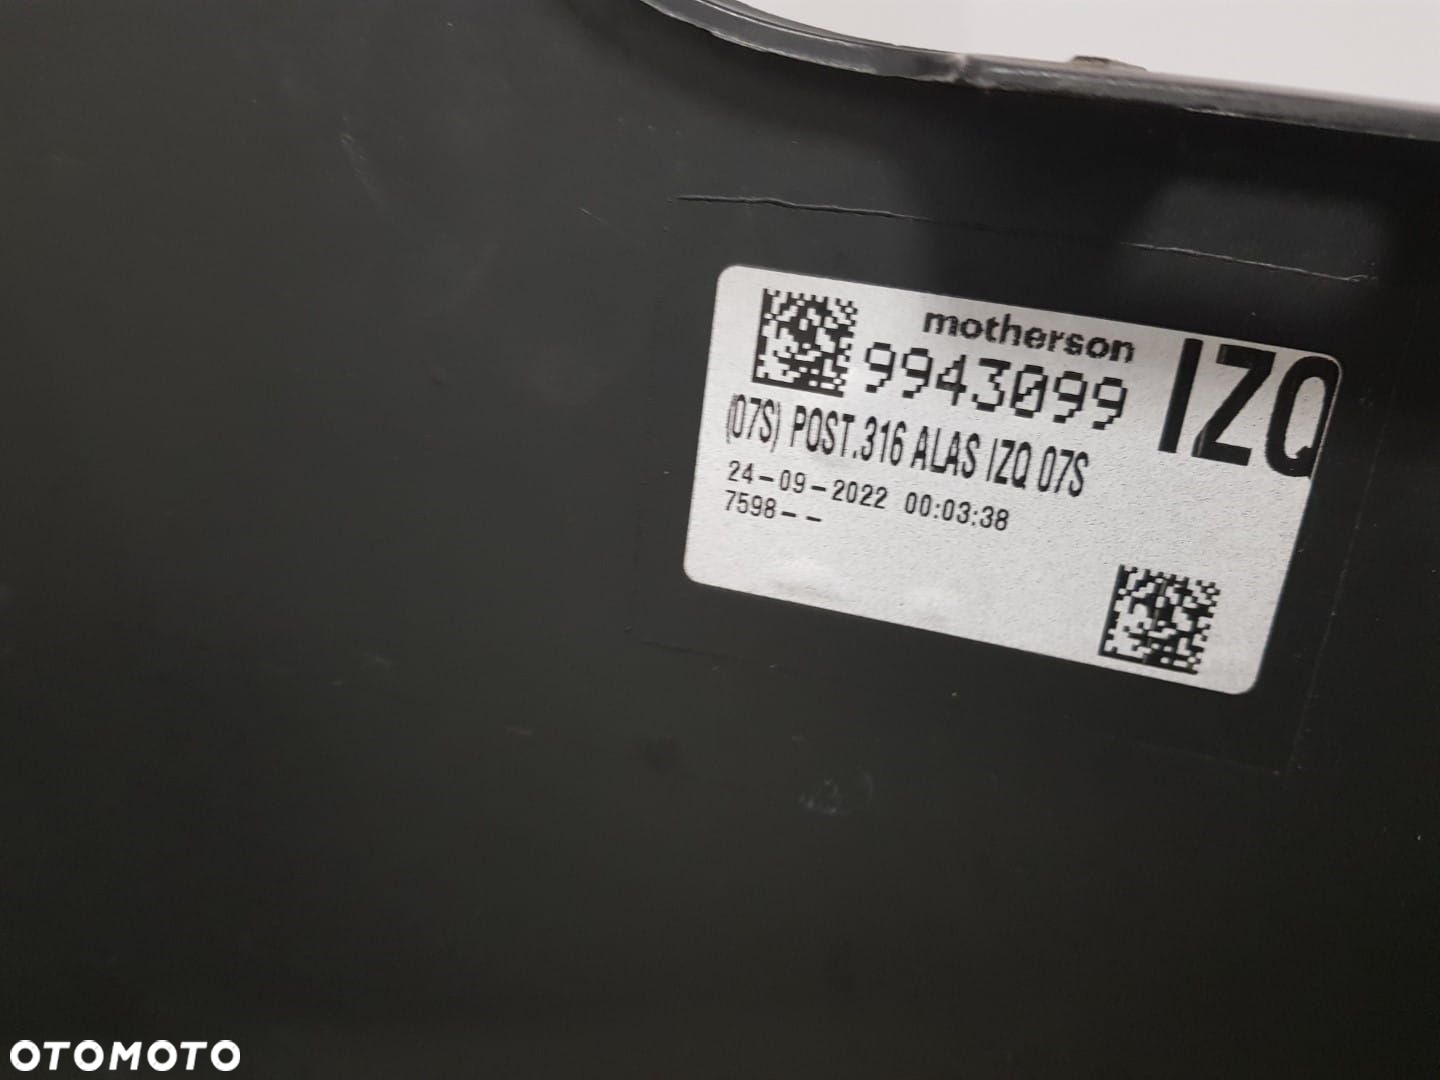 motherson
9943099
IZQ
(07S) POST.316 ALAS IZQ 07S
24-09-2022 00:03:38
7598--
OTOMOTO